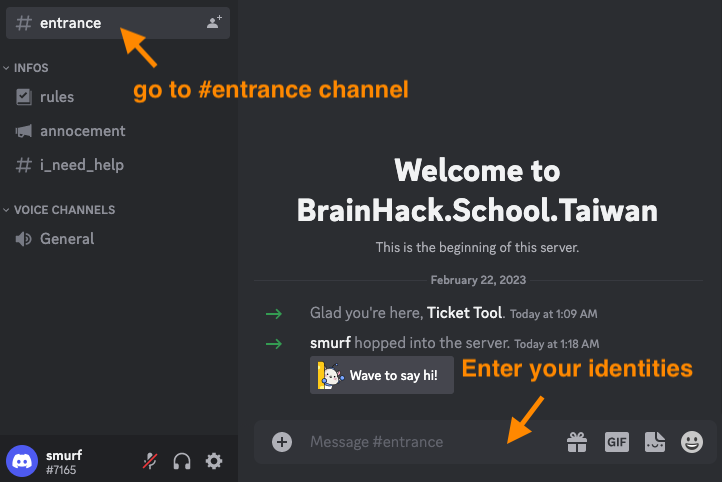 entrance
go to #entrance channel
INFOS
rules
annocement
i_need_help
VOICE CHANNELS
General
smurf
#7165
Welcome to
BrainHack.School.Taiwan
This is the beginning of this server.
February 22, 2023
Glad you're here, Ticket Tool. Today at 1:09 AM
smurf hopped into the server. Today at 1:18 AM
Wave to say hi!
Enter your identities
Message #entrance
GIF